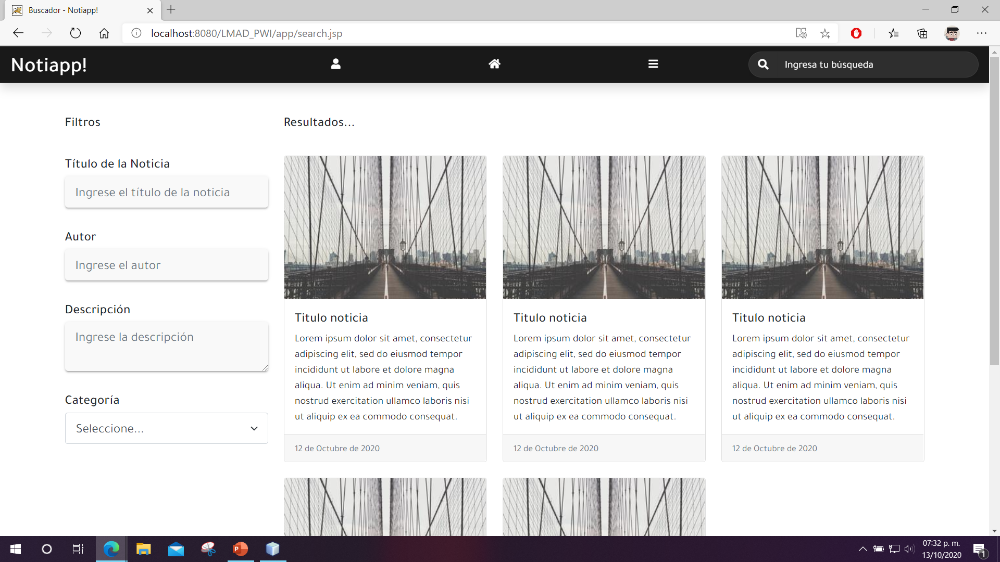 Buscador - Notiapp!
localhost:8080/LMAD_PWI/app/search.jsp
Notiapp!
Ingresa tu búsqueda
Filtros
Título de la Noticia
Ingrese el título de la noticia
Autor
Ingrese el autor
Descripción
Ingrese la descripción
Categoría
Seleccione...
Resultados...
Titulo noticia
Lorem ipsum dolor sit amet, consectetur
adipiscing elit, sed do eiusmod tempor
incididunt ut labore et dolore magna
aliqua. Ut enim ad minim veniam, quis
nostrud exercitation ullamco laboris nisi
ut aliquip ex ea commodo consequat.
12 de Octubre de 2020
Titulo noticia
Lorem ipsum dolor sit amet, consectetur
adipiscing elit, sed do eiusmod tempor
incididunt ut labore et dolore magna
aliqua. Ut enim ad minim veniam, quis
nostrud exercitation ullamco laboris nisi
ut aliquip ex ea commodo consequat.
12 de Octubre de 2020
Titulo noticia
Lorem ipsum dolor sit amet, consectetur
adipiscing elit, sed do eiusmod tempor
incididunt ut labore et dolore magna
aliqua. Ut enim ad minim veniam, quis
nostrud exercitation ullamco laboris nisi
ut aliquip ex ea commodo consequat.
12 de Octubre de 2020
P
07:32 p. m.
13/10/2020
1